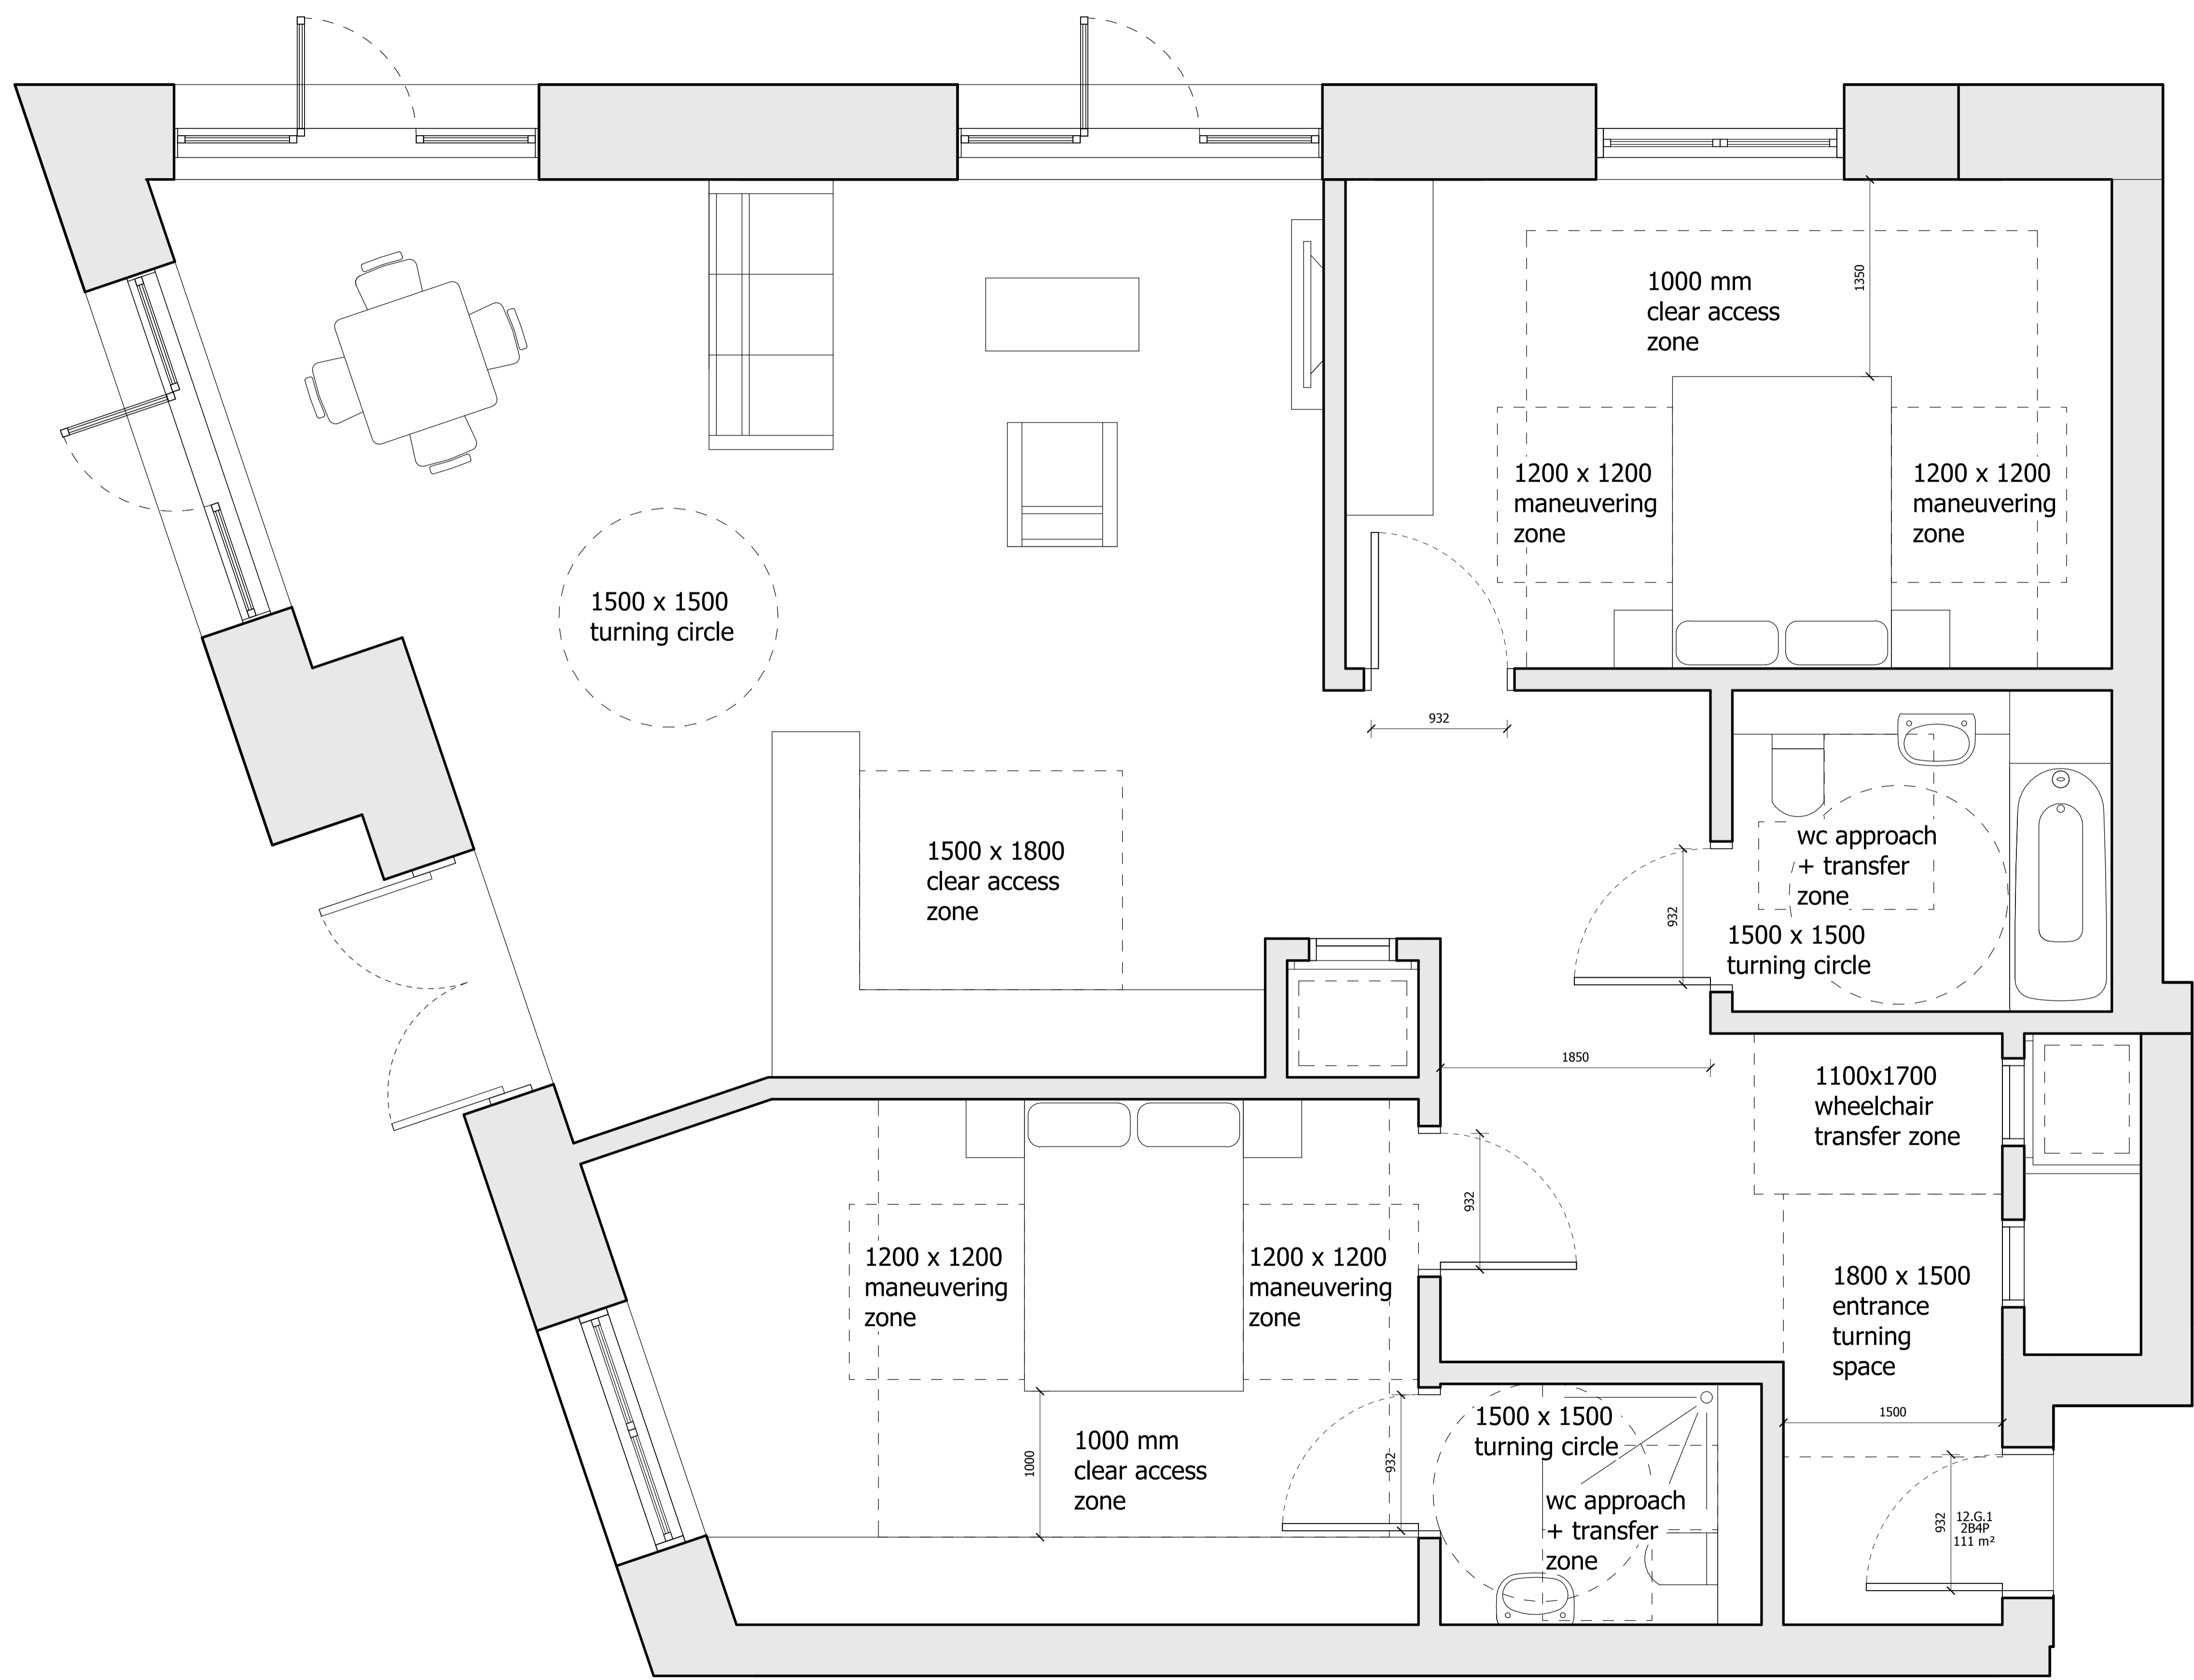 1000 mm
clear access
zone
1350
1200 x 1200
maneuvering
zone
1200 x 1200
maneuvering
zone
1500 x 1500
turning circle
932
1500 x 1800
clear access
zone
wc approach
+ transfer
zone
932
1500 x 1500
turning circle
1850
1100x1700
wheelchair
transfer zone
932
1200 x 1200
maneuvering
zone
1200 x 1200
maneuvering
zone
1800 x 1500
entrance
turning
space
1500
1000 mm
clear access
zone
1000
932
1500 x 1500
turning circle
wc approach
+ transfer
zone
932
12.G.1
2B4P
111 m²